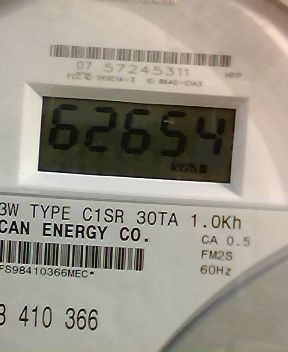 07 57245311 HPP
62654
kWh
3W TYPE C1SR 30TA 1.0Kh
CAN ENERGY CO.
CA 0.5
FM2S
60Hz
FS98410366MEC*
410 366